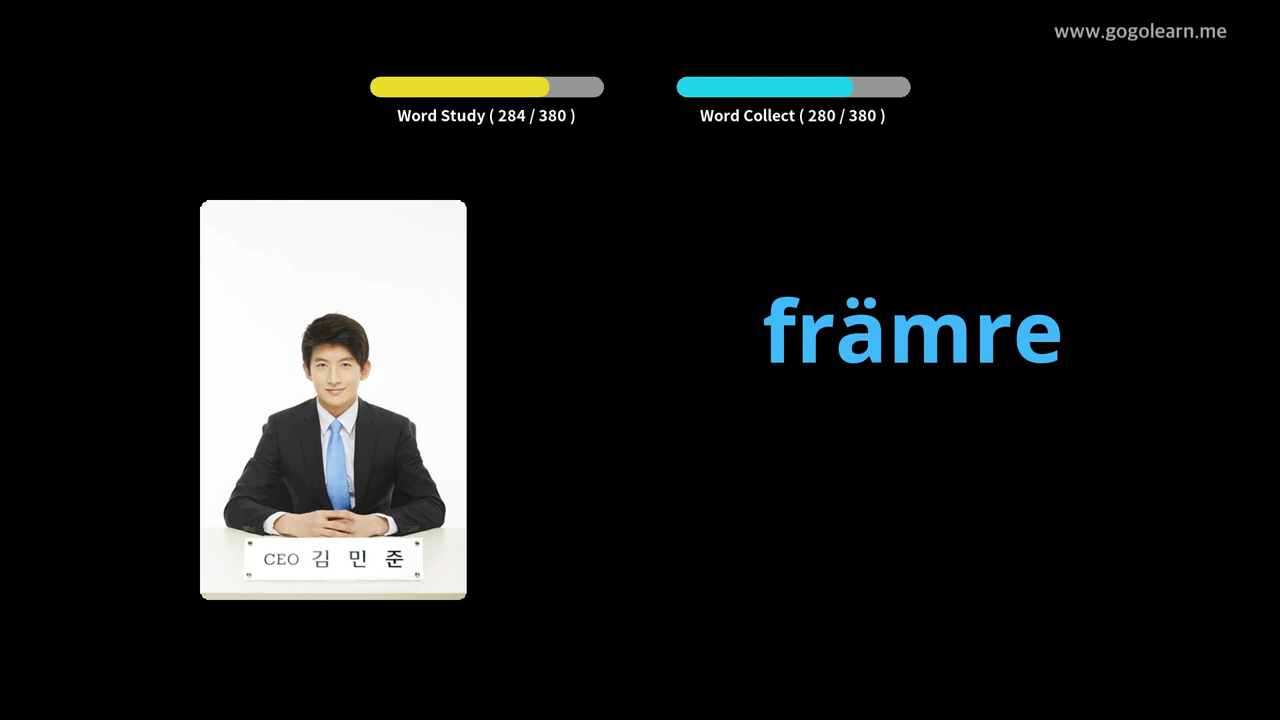 www.gogolearn.me
Word Study ( 284 / 380 )
Word Collect ( 280 / 380 )
främre
CEO 김 민 준